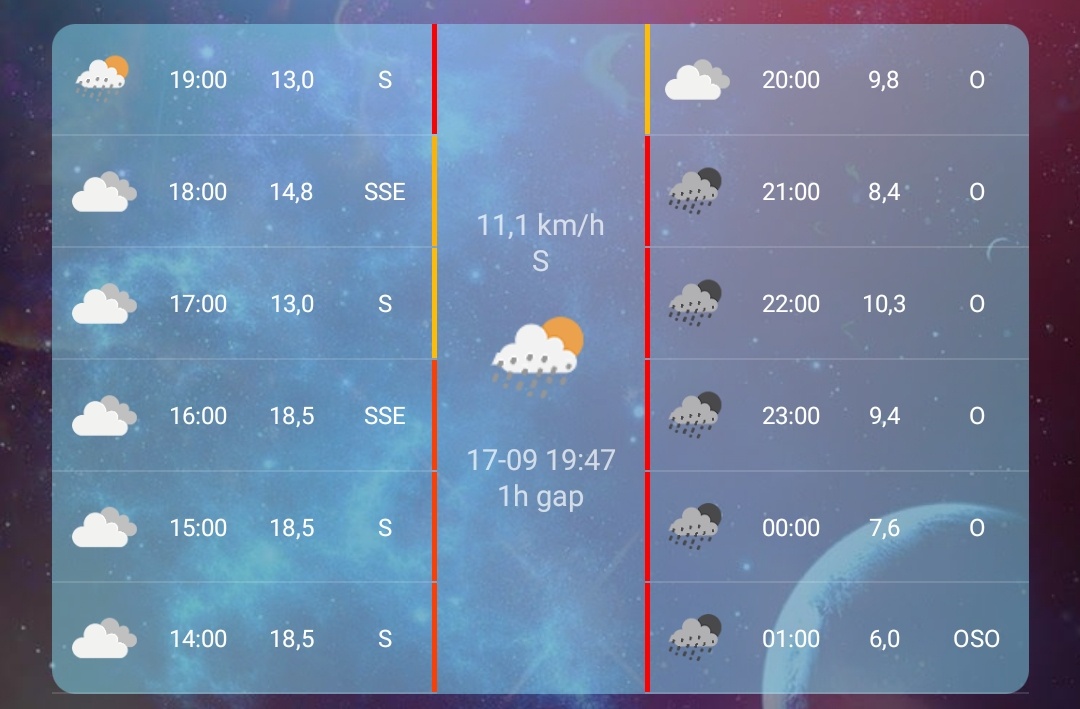 19:00 13,0 S
18:00 14,8 SSE
17:00 13,0 S
16:00 18,5 SSE
15:00 18,5 S
14:00 18,5 S
11,1 km/h
S
17-09 19:47
1h gap
20:00 9,8 O
21:00 8,4 O
22:00 10,3 O
23:00 9,4 O
00:00 7,6 O
01:00 6,0 OSO